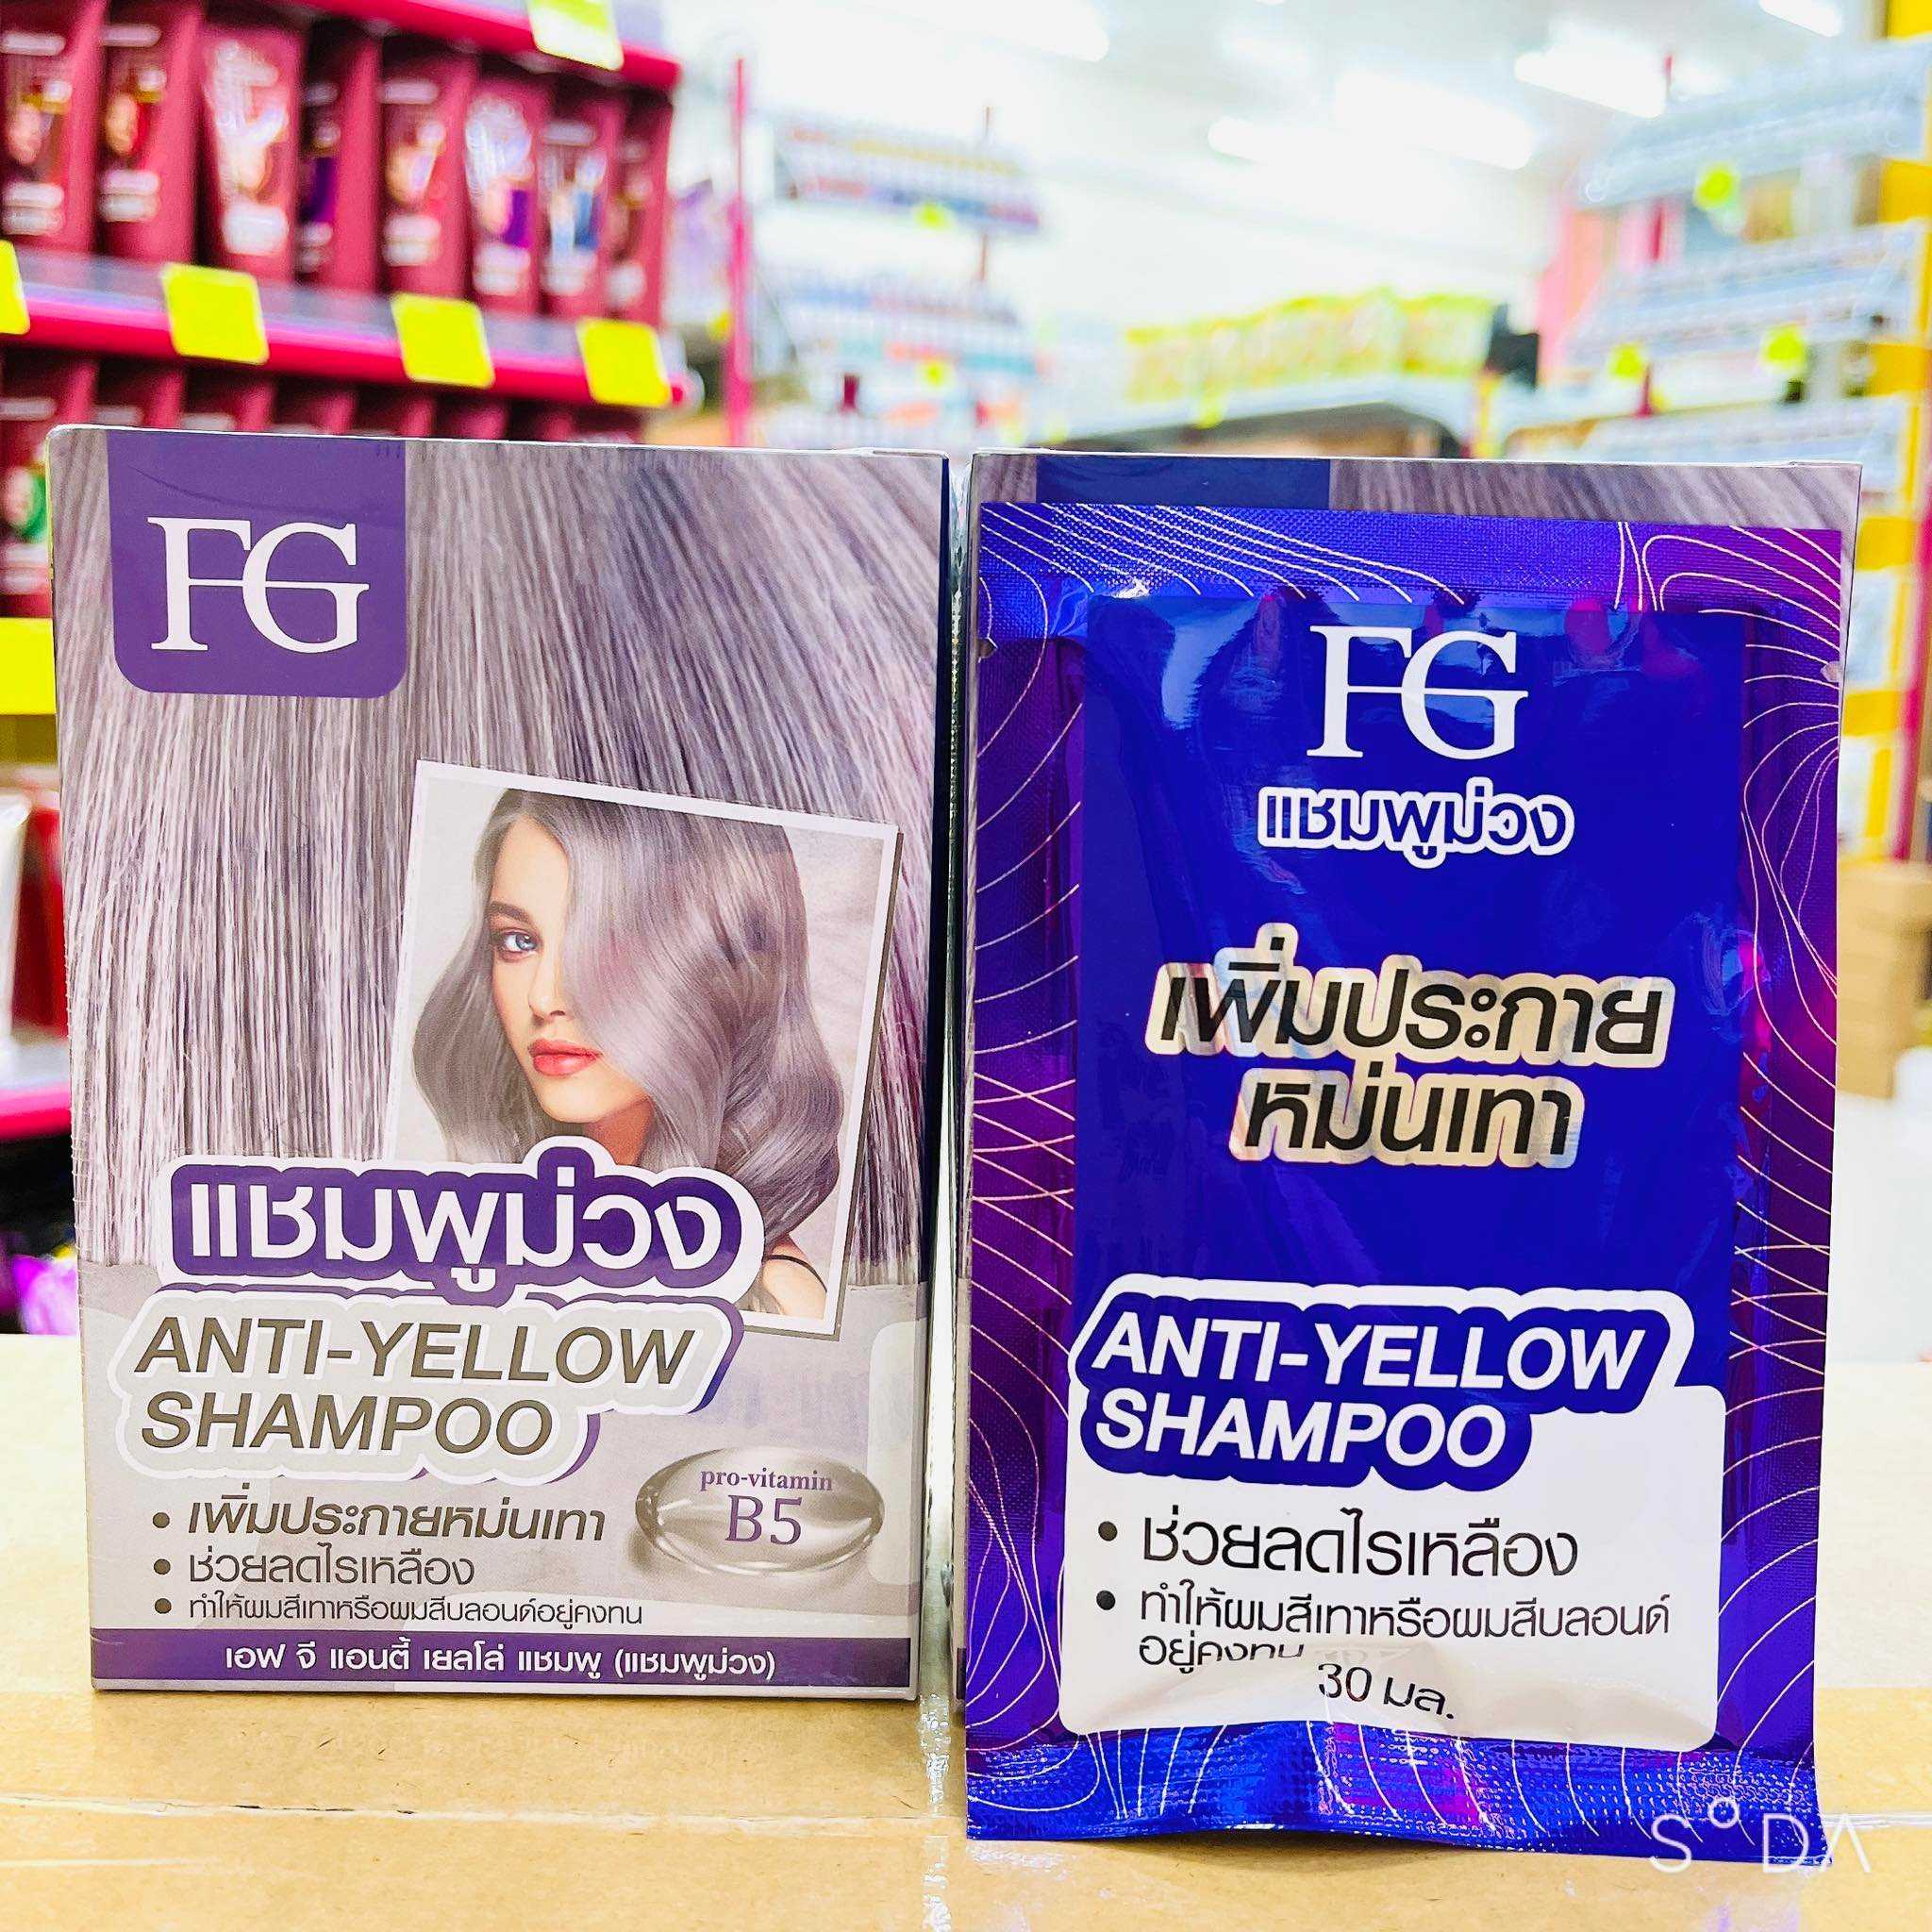 FG
แชมพูม่วง
ANTI-YELLOW
SHAMPOO
pro-vitamin
B5
• เพิ่มประกายหม่นเทา
• ช่วยลดไรเหลือง
• ทำให้ผมสีเทาหรือผมสีบลอนด์อยู่คงทน
เอฟ จี แอนตี้ เยลโล่ แชมพู (แชมพูม่วง)
FG
แชมพูม่วง
เพิ่มประกาย
หม่นเทา
ANTI-YELLOW
SHAMPOO
• ช่วยลดไรเหลือง
• ทำให้ผมสีเทาหรือผมสีบลอนด์
อยู่คงทน
30 มล.
SODA